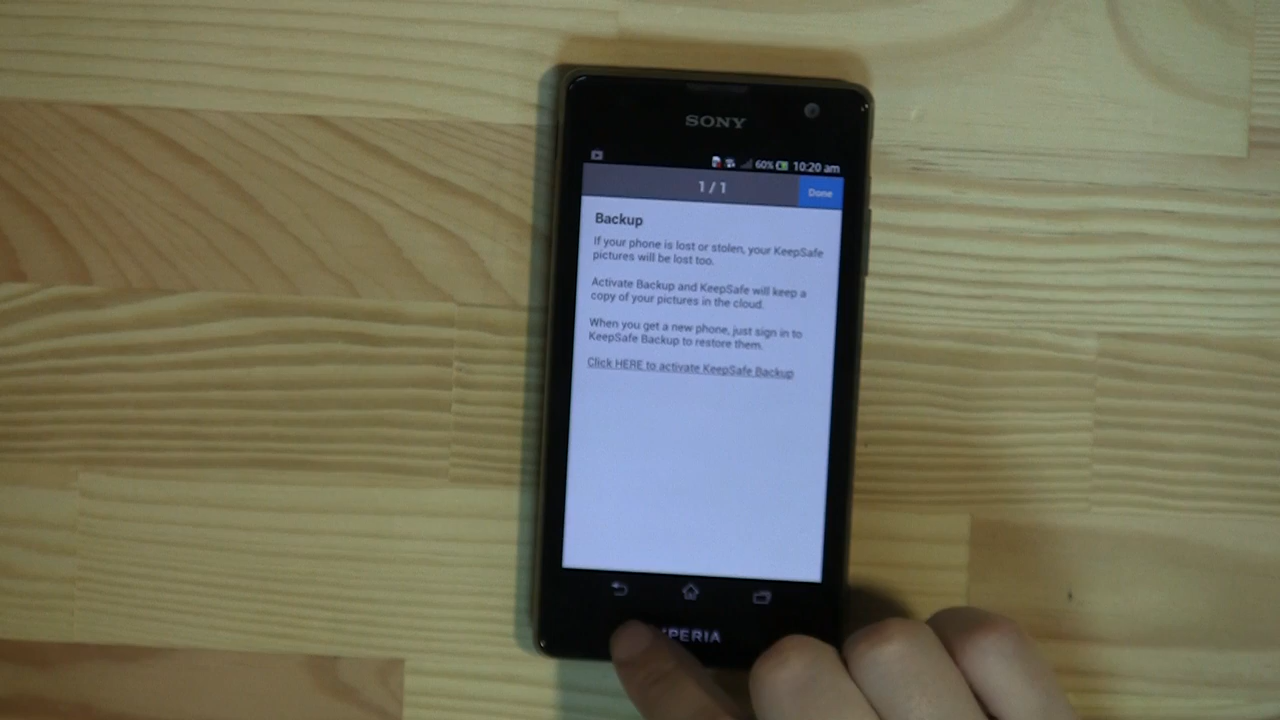 SONY
60% 10:20 am
1 / 1
Done
Backup
If your phone is lost or stolen, your KeepSafe
pictures will be lost too.
Activate Backup and KeepSafe will keep a
copy of your pictures in the cloud.
When you get a new phone, just sign in to
KeepSafe Backup to restore them.
Click HERE to activate KeepSafe Backup
XPERIA